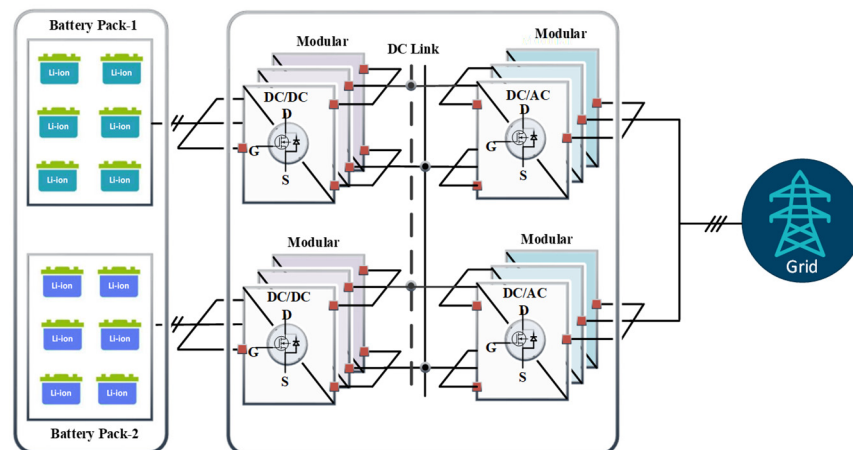 Battery Pack-1
Li-ion
Li-ion
Li-ion
Li-ion
Li-ion
Li-ion
Modular
DC/DC
D
G
S
DC Link
Modular
DC/AC
D
G
S
Modular
DC/DC
D
G
S
Modular
DC/AC
D
G
S
Li-ion
Li-ion
Li-ion
Li-ion
Li-ion
Li-ion
Battery Pack-2
Grid